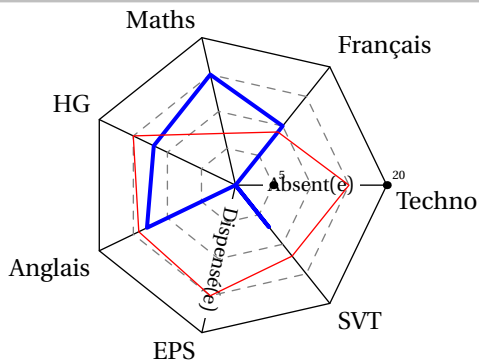 Maths
Français
HG
5
20
Absent(e)
Techno
Dispensé(e)
Anglais
SVT
EPS